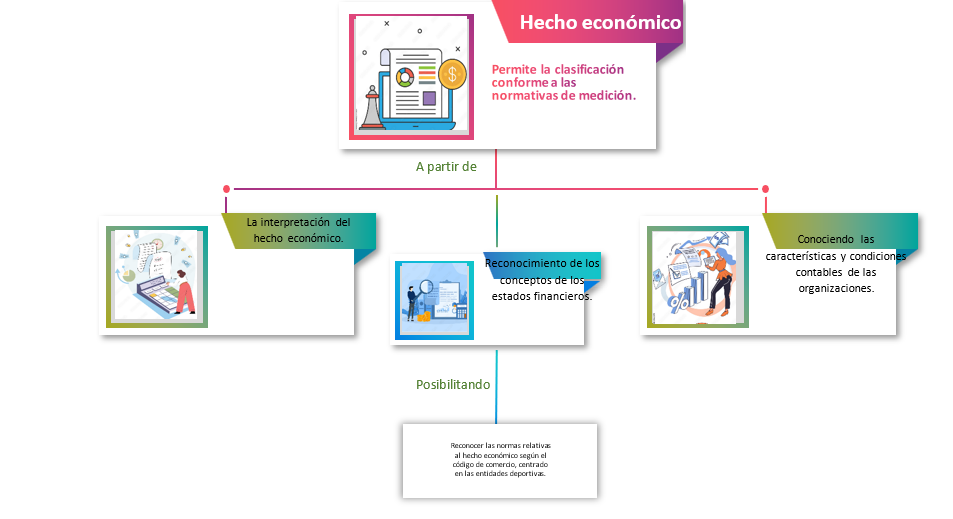 Hecho económico
Permite la clasificación
conforme a las
normativas de medición.
A partir de
La interpretación del
hecho económico.
Reconocimiento de los
conceptos de los
estados financieros.
Conociendo las
características y condiciones
contables de las
organizaciones.
Posibilitando
Reconocer las normas relativas
al hecho económico según el
código de comercio, centrado
en las entidades deportivas.